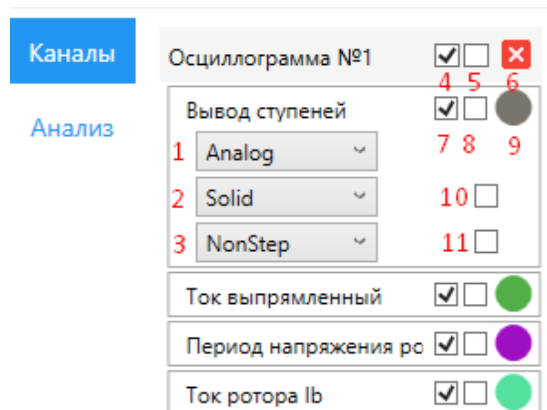 Каналы
Анализ
Осциллограмма №1
4 5 6
Вывод ступеней
7 8 9
1 Analog
2 Solid
10
3 NonStep
11
Ток выпрямленный
Период напряжения ро
Ток ротора Ib